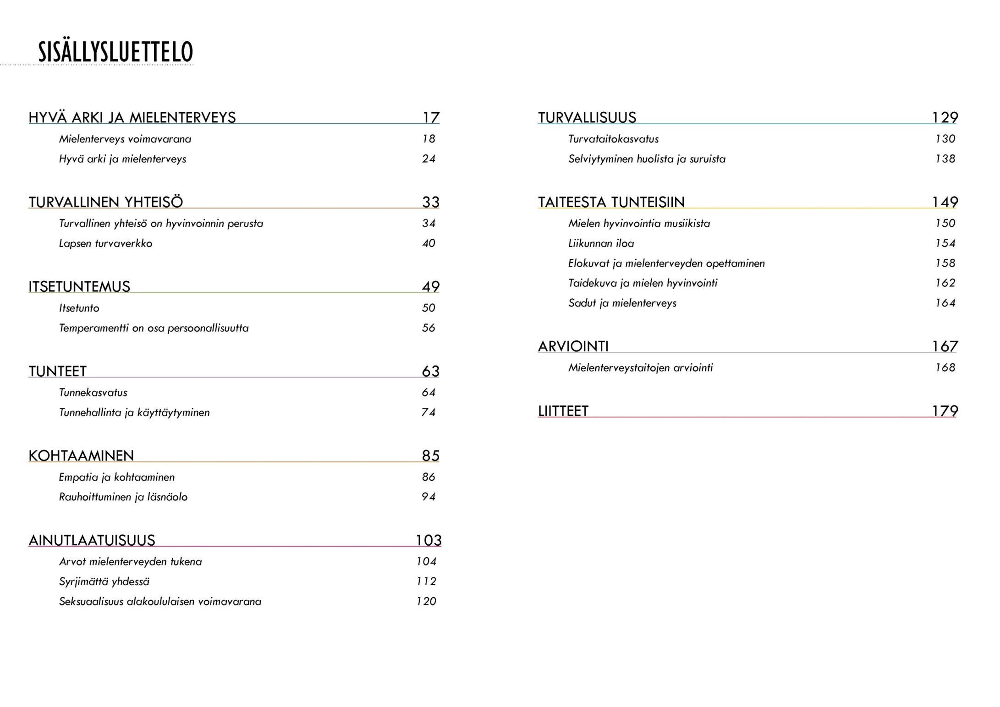 SISÄLLYSLUETTELO
HYVÄ ARKI JA MIELENTERVEYS 17
Mielenterveys voimavarana 18
Hyvä arki ja mielenterveys 24
TURVALLINEN YHTEISÖ 33
Turvallinen yhteisö on hyvinvoinnin perusta 34
Lapsen turvaverkko 40
ITSETUNTEMUS 49
Itsetunto 50
Temperamentti on osa persoonallisuutta 56
TUNTEET 63
Tunnekasvatus 64
Tunnehallinta ja käyttäytyminen 74
KOHTAAMINEN 85
Empatia ja kohtaaminen 86
Rauhoittuminen ja läsnäolo 94
AINUTLAATUISUUS 103
Arvot mielenterveyden tukena 104
Syrjimättä yhdessä 112
Seksuaalisuus alakoululaisen voimavarana 120
TURVALLISUUS 129
Turvataitokasvatus 130
Selviytyminen huolista ja suruista 138
TAITEESTA TUNTEISIIN 149
Mielen hyvinvointia musiikista 150
Liikunnan iloa 154
Elokuvat ja mielenterveyden opettaminen 158
Taidekuva ja mielen hyvinvointi 162
Sadut ja mielenterveys 164
ARVIOINTI 167
Mielenterveystaitojen arviointi 168
LIITTEET 179